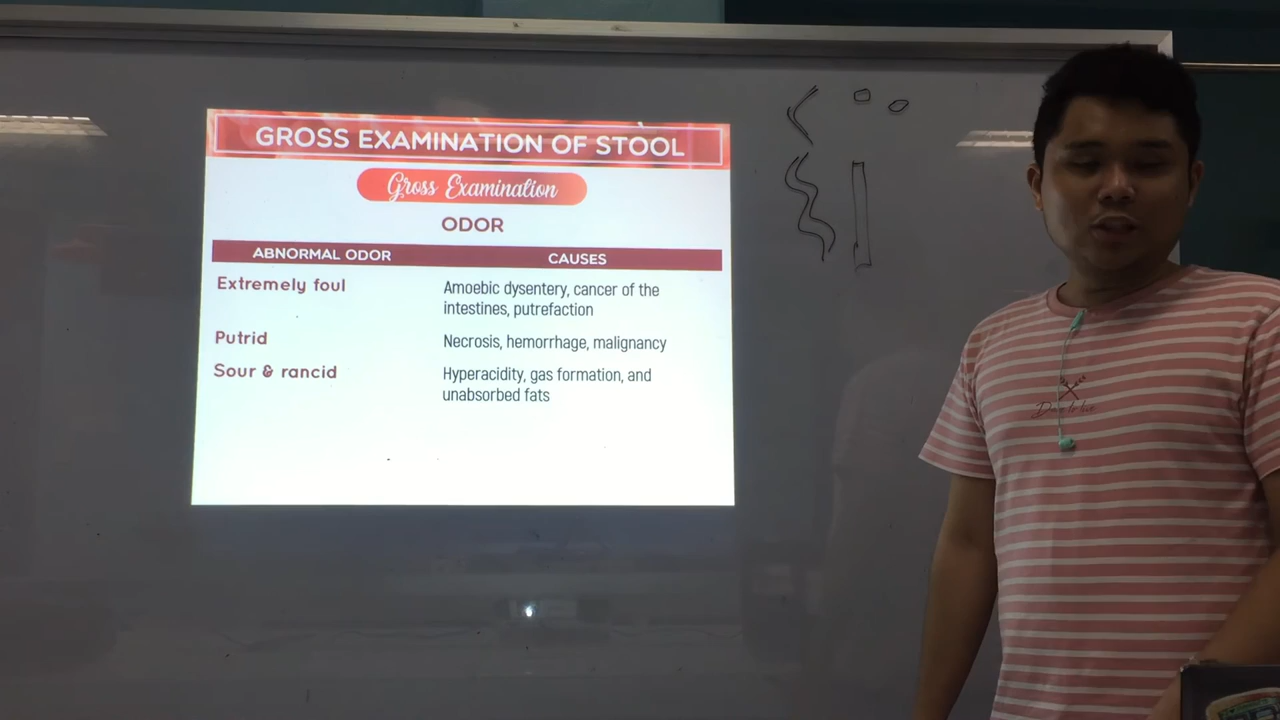 GROSS EXAMINATION OF STOOL
Gross Examination
ODOR
ABNORMAL ODOR CAUSES
Extremely foul Amoebic dysentery, cancer of the
intestines, putrefaction
Putrid Necrosis, hemorrhage, malignancy
Sour & rancid Hyperacidity, gas formation, and
unabsorbed fats